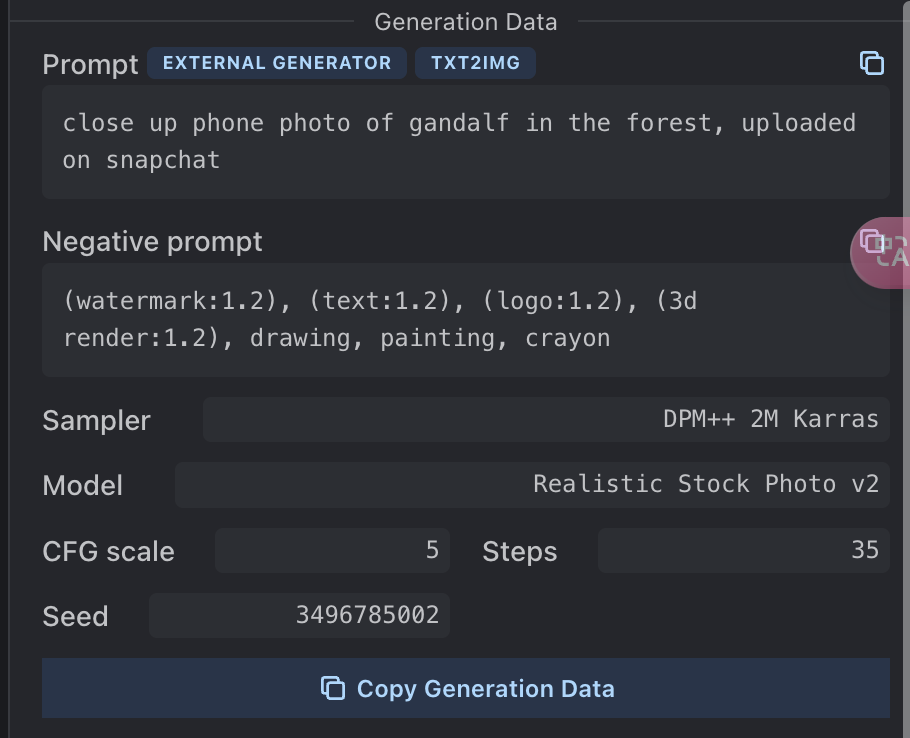 Generation Data
Prompt EXTERNAL GENERATOR TXT2IMG
close up phone photo of gandalf in the forest, uploaded
on snapchat
Negative prompt
A
(watermark:1.2), (text:1.2), (logo:1.2), (3d
render:1.2), drawing, painting, crayon
Sampler DPM++ 2M Karras
Model Realistic Stock Photo v2
CFG scale 5 Steps 35
Seed 3496785002
Copy Generation Data